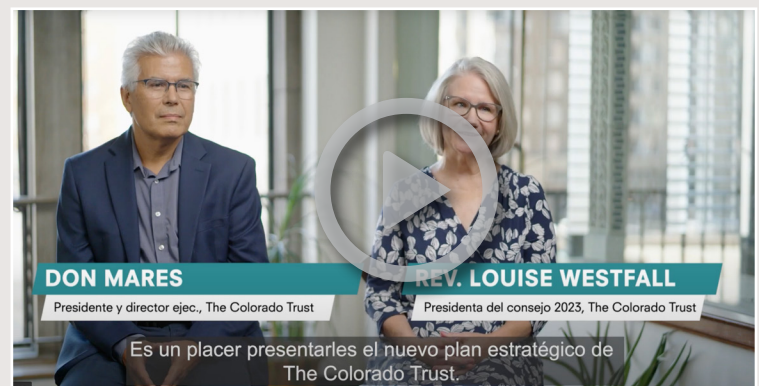 DON MARES
Presidente y director ejec., The Colorado Trust
REV. LOUISE WESTFALL
Presidenta del consejo 2023, The Colorado Trust
Es un placer presentarles el nuevo plan estratégico de
The Colorado Trust.